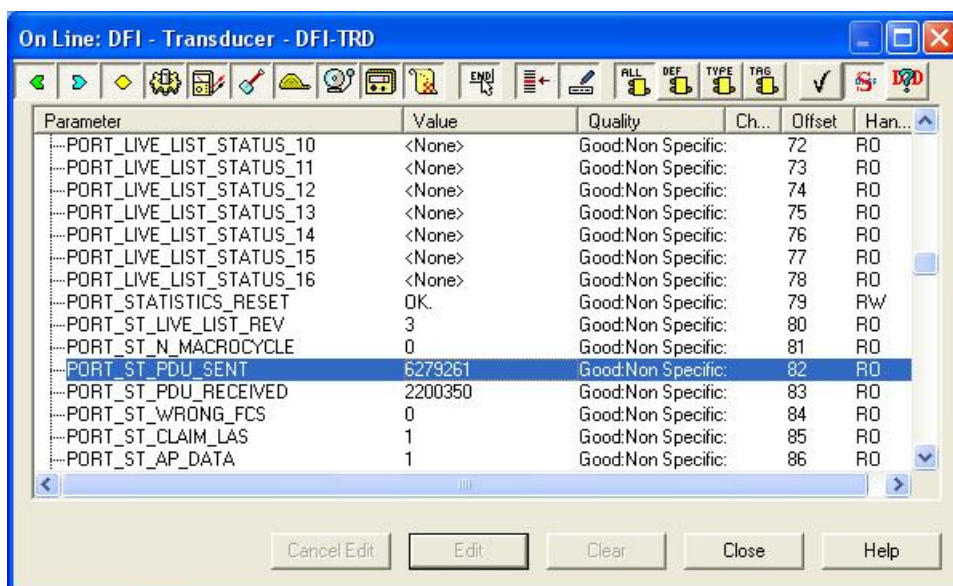 On Line: DFI - Transducer - DFI-TRD
END ALL DEF TYPE TAG
Parameter Value Quality Ch... Offset Han...
PORT_LIVE_LIST_STATUS_10 <None> Good:Non Specific: 72 RO
PORT_LIVE_LIST_STATUS_11 <None> Good:Non Specific: 73 RO
PORT_LIVE_LIST_STATUS_12 <None> Good:Non Specific: 74 RO
PORT_LIVE_LIST_STATUS_13 <None> Good:Non Specific: 75 RO
PORT_LIVE_LIST_STATUS_14 <None> Good:Non Specific: 76 RO
PORT_LIVE_LIST_STATUS_15 <None> Good:Non Specific: 77 RO
PORT_LIVE_LIST_STATUS_16 <None> Good:Non Specific: 78 RO
PORT_STATISTICS_RESET OK. Good:Non Specific: 79 RW
PORT_ST_LIVE_LIST_REV 3 Good:Non Specific: 80 RO
PORT_ST_N_MACROCYCLE 0 Good:Non Specific: 81 RO
PORT_ST_PDU_SENT 6279261 Good:Non Specific: 82 RO
PORT_ST_PDU_RECEIVED 2200350 Good:Non Specific: 83 RO
PORT_ST_WRONG_FCS 0 Good:Non Specific: 84 RO
PORT_ST_CLAIM_LAS 1 Good:Non Specific: 85 RO
PORT_ST_AP_DATA 1 Good:Non Specific: 86 RO
Cancel Edit Edit Clear Close Help